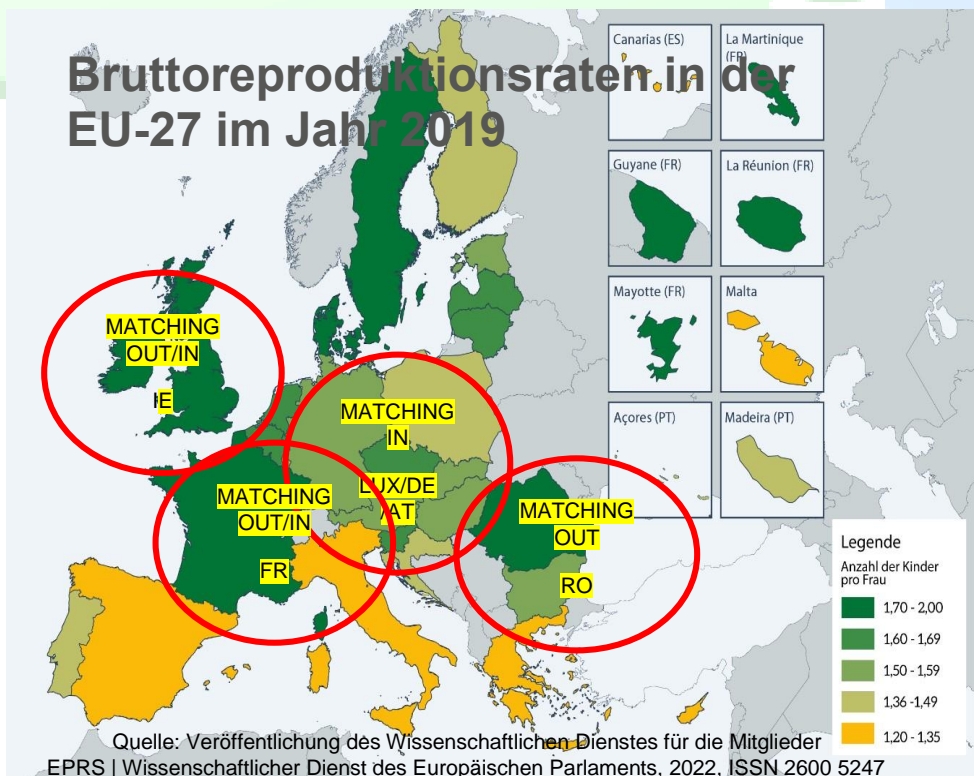 Bruttoreproduktionsraten in der
EU-27 im Jahr 2019
Canarias (ES)
La Martinique
(FR)
Guyane (FR)
La Réunion (FR)
Mayotte (FR)
Malta
Açores (PT)
Madeira (PT)
MATCHING
OUT/IN
IE
MATCHING
IN
LUX/DE
/AT
MATCHING
OUT/IN
FR
MATCHING
OUT
RO
Legende
Anzahl der Kinder
pro Frau
1,70 - 2,00
1,60 - 1,69
1,50 - 1,59
1,36 - 1,49
1,20 - 1,35
Quelle: Veröffentlichung des Wissenschaftlichen Dienstes für die Mitglieder
EPRS | Wissenschaftlicher Dienst des Europäischen Parlaments, 2022, ISSN 2600 5247